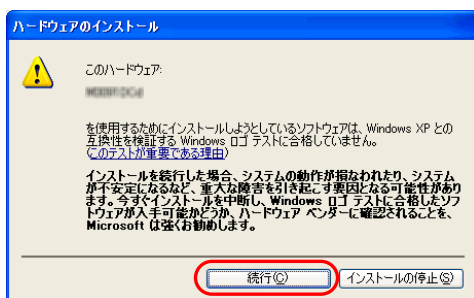 ハードウェアのインストール
このハードウェア:
を使用するためにインストールしようとしているソフトウェアは、Windows XP との
互換性を検証する Windows ロゴ テストに合格していません。
(このテストが重要である理由)
インストールを続行した場合、システムの動作が損なわれたり、システム
が不安定になるなど、重大な障害を引き起こす要因となる可能性があり
ます。今すぐインストールを中断し、Windows ロゴ テストに合格したソフ
トウェアが入手可能かどうか、ハードウェア ベンダーに確認されることを、
Microsoft は強くお勧めします。
続行(C)
インストールの停止(S)